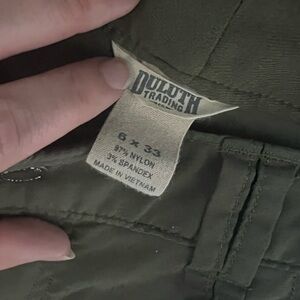 DULUTH
TRADING
6 x 33
97% NYLON
3% SPANDEX
MADE IN VIETNAM